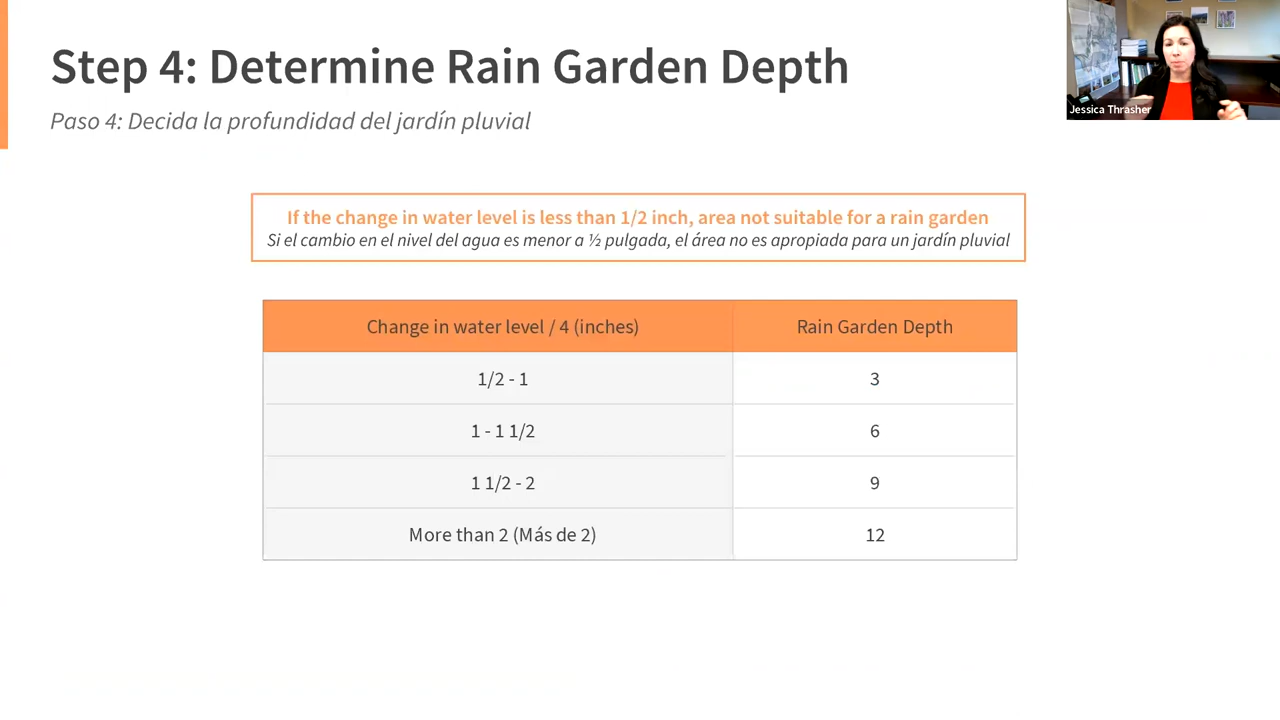 Step 4: Determine Rain Garden Depth
Paso 4: Decida la profundidad del jardín pluvial
Jessica Thrasher
If the change in water level is less than 1/2 inch, area not suitable for a rain garden
Si el cambio en el nivel del agua es menor a ½ pulgada, el área no es apropiada para un jardín pluvial
Change in water level / 4 (inches) Rain Garden Depth
1/2 - 1 3
1 - 1 1/2 6
1 1/2 - 2 9
More than 2 (Más de 2) 12